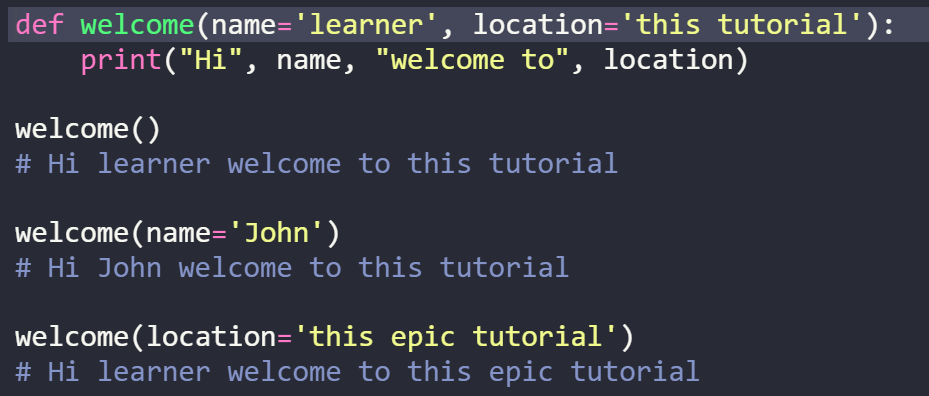 def welcome(name='learner', location='this tutorial'):
    print("Hi", name, "welcome to", location)
welcome()
# Hi learner welcome to this tutorial
welcome(name='John')
# Hi John welcome to this tutorial
welcome(location='this epic tutorial')
# Hi learner welcome to this epic tutorial